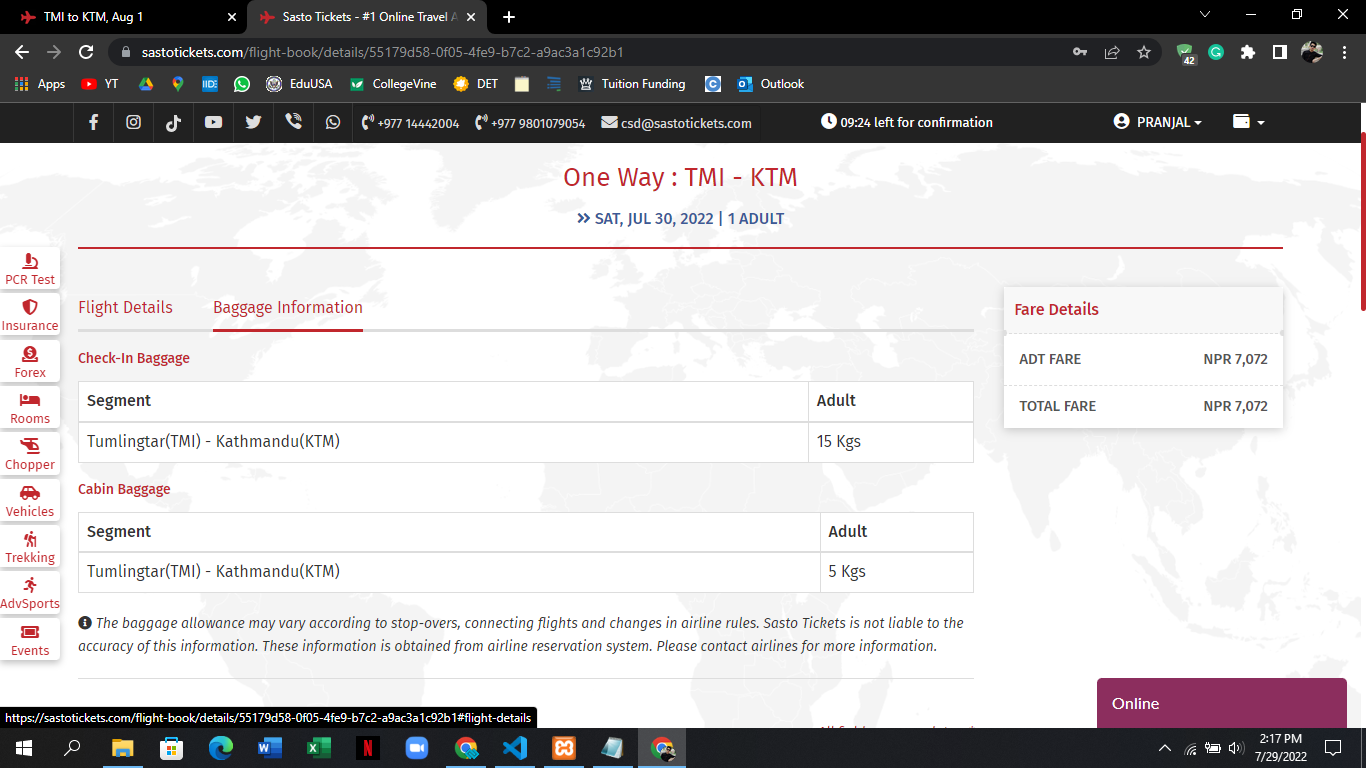 TMI to KTM, Aug 1
Sasto Tickets - #1 Online Travel A
sastotickets.com/flight-book/details/55179d58-0f05-4fe9-b7c2-a9ac3a1c92b1
42
Apps YT IIDE EduUSA CollegeVine DET Tuition Funding Outlook
+977 14442004 +977 9801079054 csd@sastotickets.com 09:24 left for confirmation PRANJAL
One Way : TMI - KTM
SAT, JUL 30, 2022 | 1 ADULT
PCR Test
Insurance
Forex
Rooms
Chopper
Vehicles
Trekking
AdvSports
Events
Flight Details Baggage Information
Check-In Baggage
Segment Adult
Tumlingtar(TMI) - Kathmandu(KTM) 15 Kgs
Cabin Baggage
Segment Adult
Tumlingtar(TMI) - Kathmandu(KTM) 5 Kgs
The baggage allowance may vary according to stop-overs, connecting flights and changes in airline rules. Sasto Tickets is not liable to the
accuracy of this information. These information is obtained from airline reservation system. Please contact airlines for more information.
Fare Details
ADT FARE NPR 7,072
TOTAL FARE NPR 7,072
Online
https://sastotickets.com/flight-book/details/55179d58-0f05-4fe9-b7c2-a9ac3a1c92b1#flight-details
2:17 PM
7/29/2022